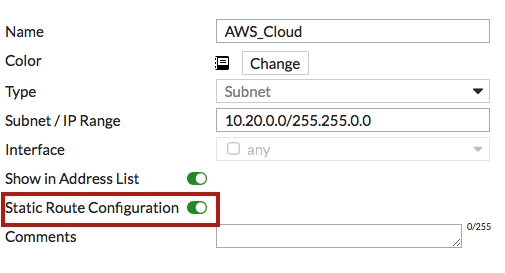 Name AWS_Cloud
Color Change
Type Subnet
Subnet / IP Range 10.20.0.0/255.255.0.0
Interface any
Show in Address List
Static Route Configuration
Comments 0/255